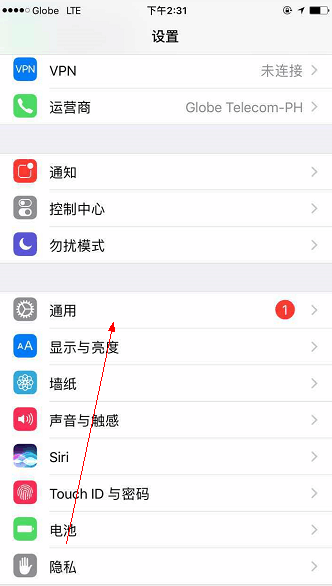 Globe LTE 下午2:31
设置
VPN 未连接
运营商 Globe Telecom-PH
通知
控制中心
勿扰模式
通用 1
AA 显示与亮度
墙纸
声音与触感
Siri
Touch ID 与密码
电池
隐私